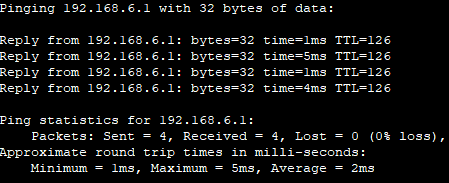 Pinging 192.168.6.1 with 32 bytes of data:
Reply from 192.168.6.1: bytes=32 time=1ms TTL=126
Reply from 192.168.6.1: bytes=32 time=5ms TTL=126
Reply from 192.168.6.1: bytes=32 time=1ms TTL=126
Reply from 192.168.6.1: bytes=32 time=4ms TTL=126
Ping statistics for 192.168.6.1:
Packets: Sent = 4, Received = 4, Lost = 0 (0% loss),
Approximate round trip times in milli-seconds:
Minimum = 1ms, Maximum = 5ms, Average = 2ms